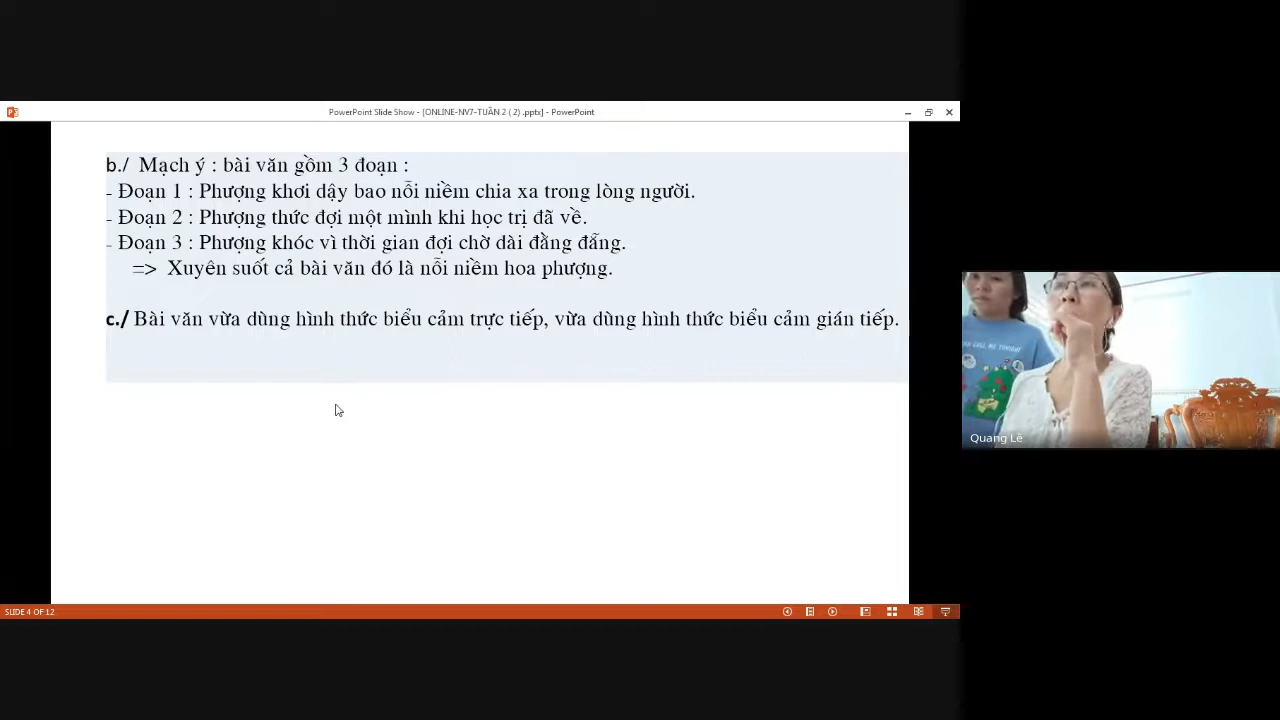 PowerPoint Slide Show - [ONLINE-NV7-TUẦN 2 ( 2) .pptx] - PowerPoint
b./ Mạch ý : bài văn gồm 3 đoạn :
- Đoạn 1 : Phượng khơi dậy bao nỗi niềm chia xa trong lòng người.
- Đoạn 2 : Phượng thức đợi một mình khi học trị đã về.
- Đoạn 3 : Phượng khóc vì thời gian đợi chờ dài đằng đẵng.
=> Xuyên suốt cả bài văn đó là nỗi niềm hoa phượng.
c./ Bài văn vừa dùng hình thức biểu cảm trực tiếp, vừa dùng hình thức biểu cảm gián tiếp.
CALL ME TONIGHT
Quang Lê
SLIDE 4 OF 12